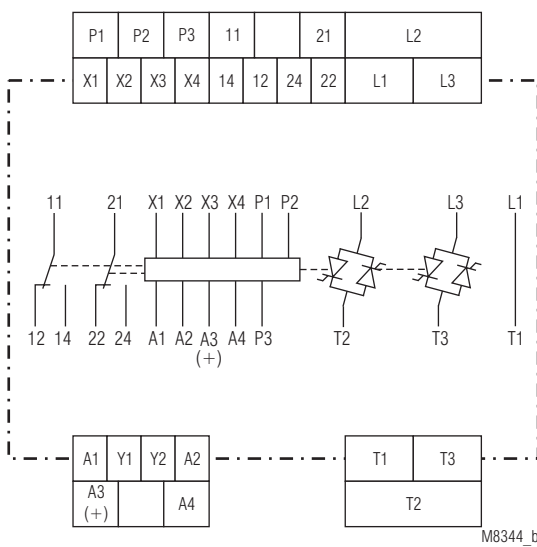 P1 P2 P3 11 21 L2
X1 X2 X3 X4 14 12 24 22 L1 L3
11 21 X1 X2 X3 X4 P1 P2 L2 L3 L1
12 14 22 24 A1 A2 A3 A4 P3 T2 T3 T1
(+)
A1 Y1 Y2 A2 T1 T3
A3 A4 T2
(+)
M8344_b